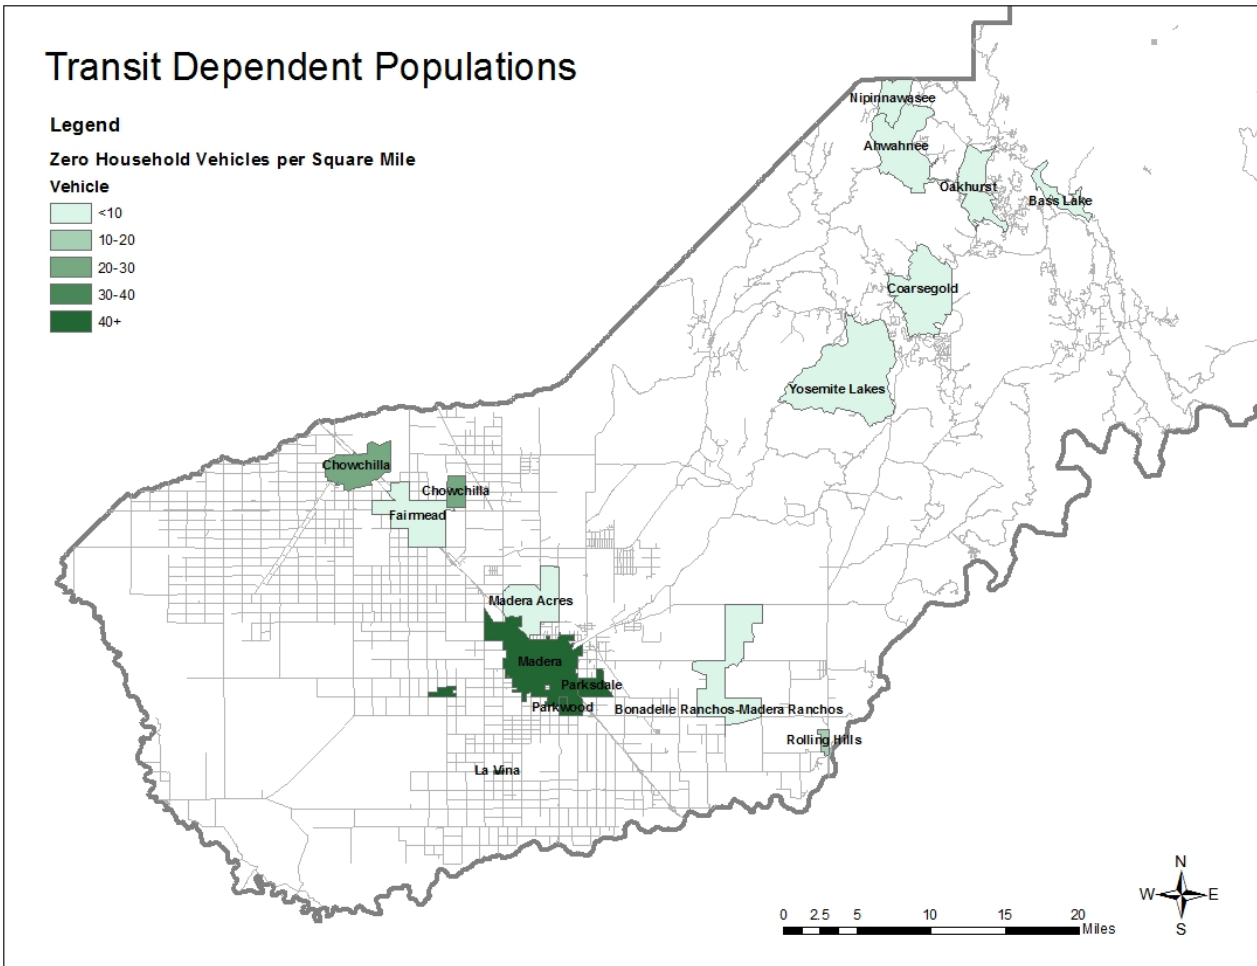 Transit Dependent Populations
Legend
Zero Household Vehicles per Square Mile
Vehicle
<10
10-20
20-30
30-40
40+
Nipinnawasee
Ahwahnee
Oakhurst
Bass Lake
Coarsegold
Yosemite Lakes
Chowchilla
Chowchilla
Fairmead
Madera Acres
Madera
Parksdale
Parkwood
Bonadelle Ranchos-Madera Ranchos
Rolling Hills
La Vina
N
W E
S
0 2.5 5 10 15 20
Miles